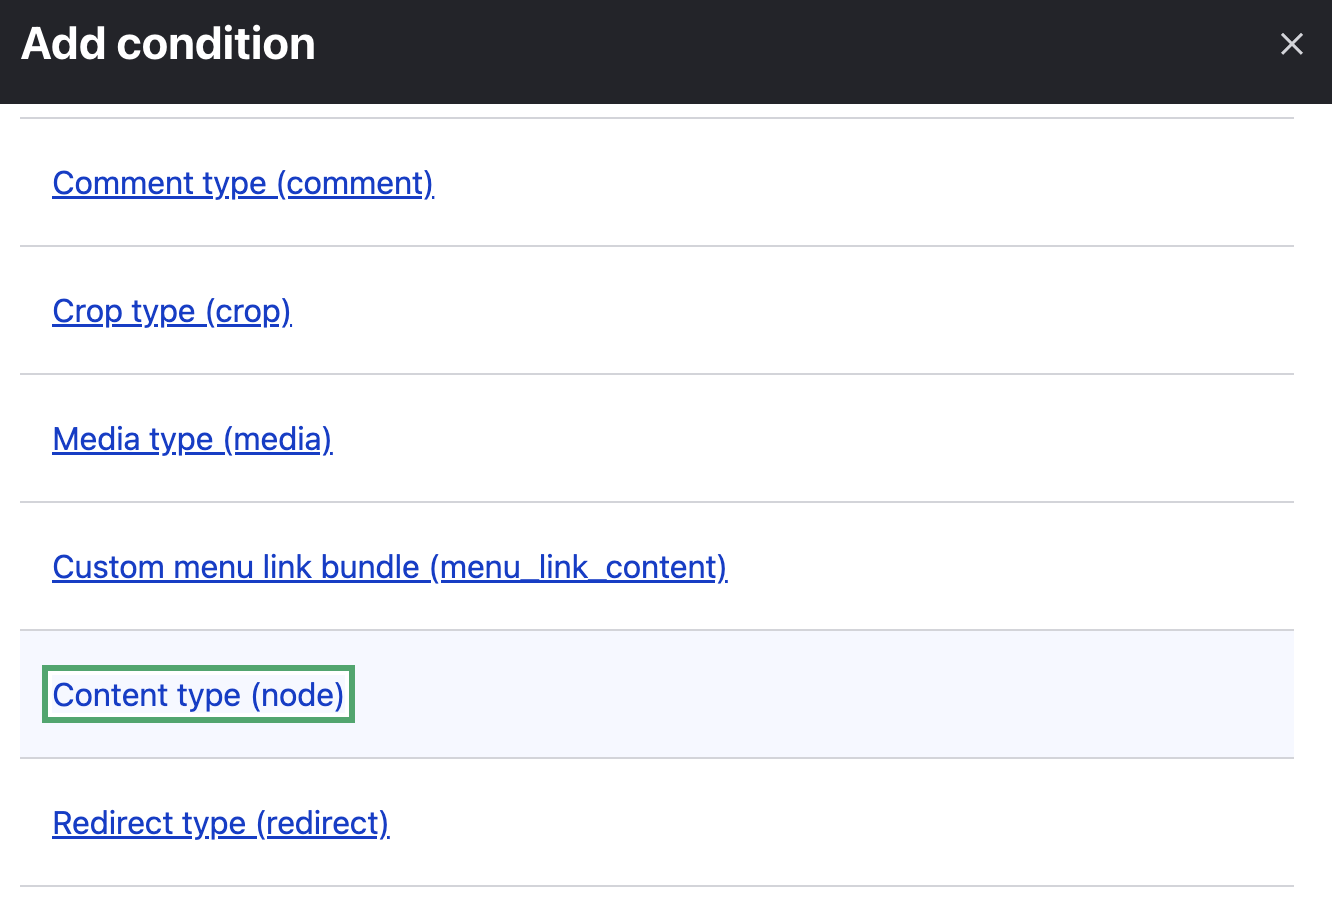 Add condition
Comment type (comment)
Crop type (crop)
Media type (media)
Custom menu link bundle (menu_link_content)
Content type (node)
Redirect type (redirect)